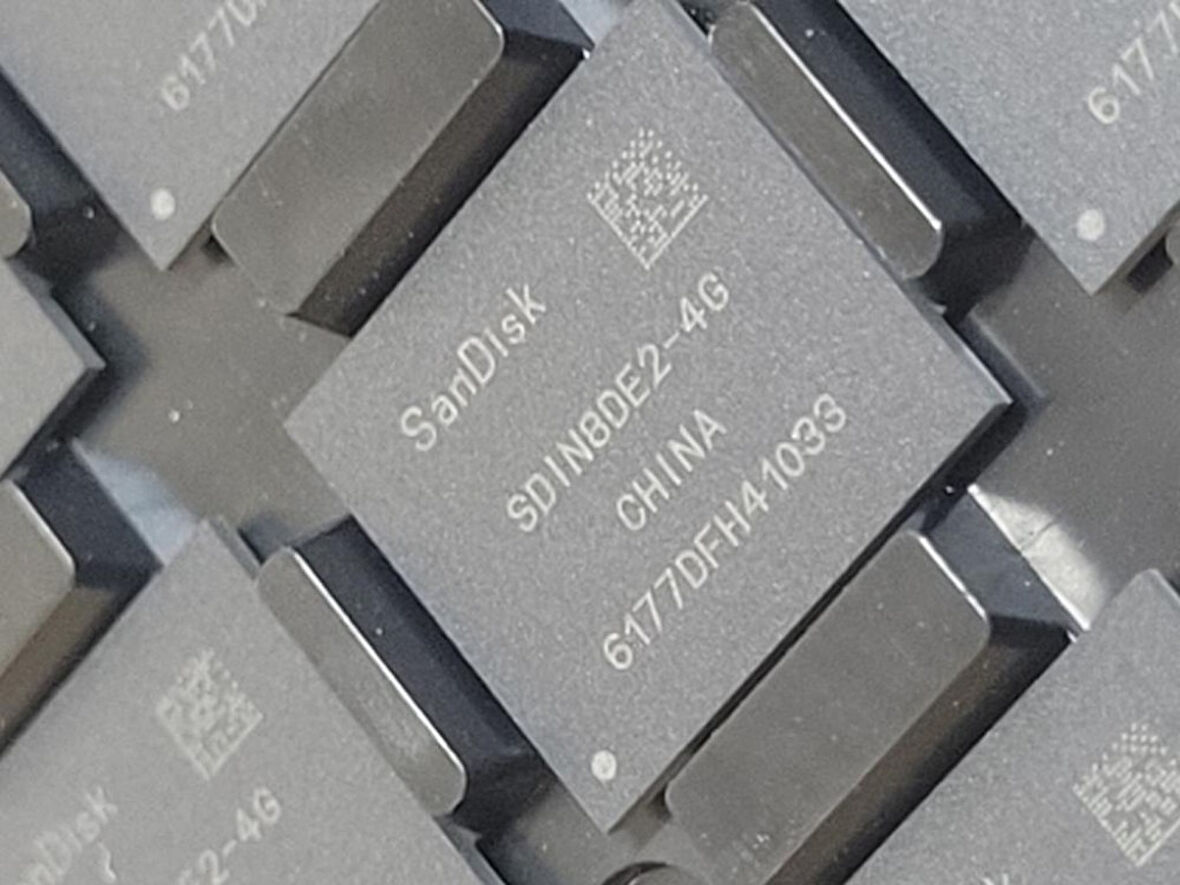 SanDisk
SDIN8DE2-4G
CHINA
6177DFH41033